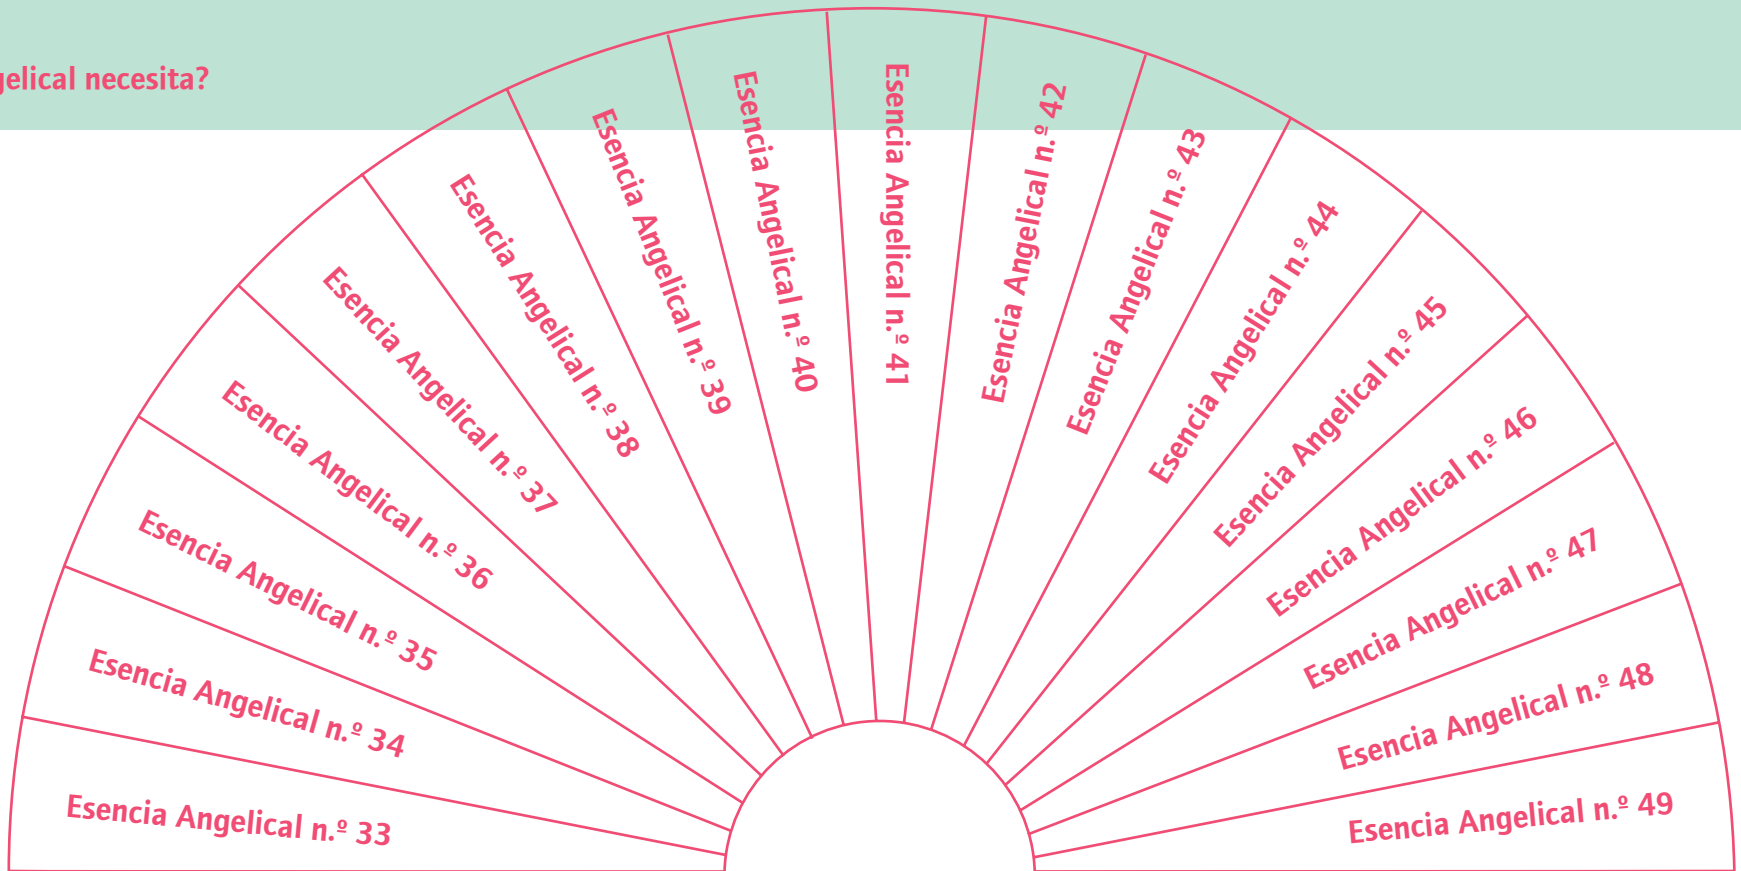 gelical necesita?
Esencia Angelical n.º 33
Esencia Angelical n.º 34
Esencia Angelical n.º 35
Esencia Angelical n.º 36
Esencia Angelical n.º 37
Esencia Angelical n.º 38
Esencia Angelical n.º 39
Esencia Angelical n.º 40
Esencia Angelical n.º 41
Esencia Angelical n.º 42
Esencia Angelical n.º 43
Esencia Angelical n.º 44
Esencia Angelical n.º 45
Esencia Angelical n.º 46
Esencia Angelical n.º 47
Esencia Angelical n.º 48
Esencia Angelical n.º 49